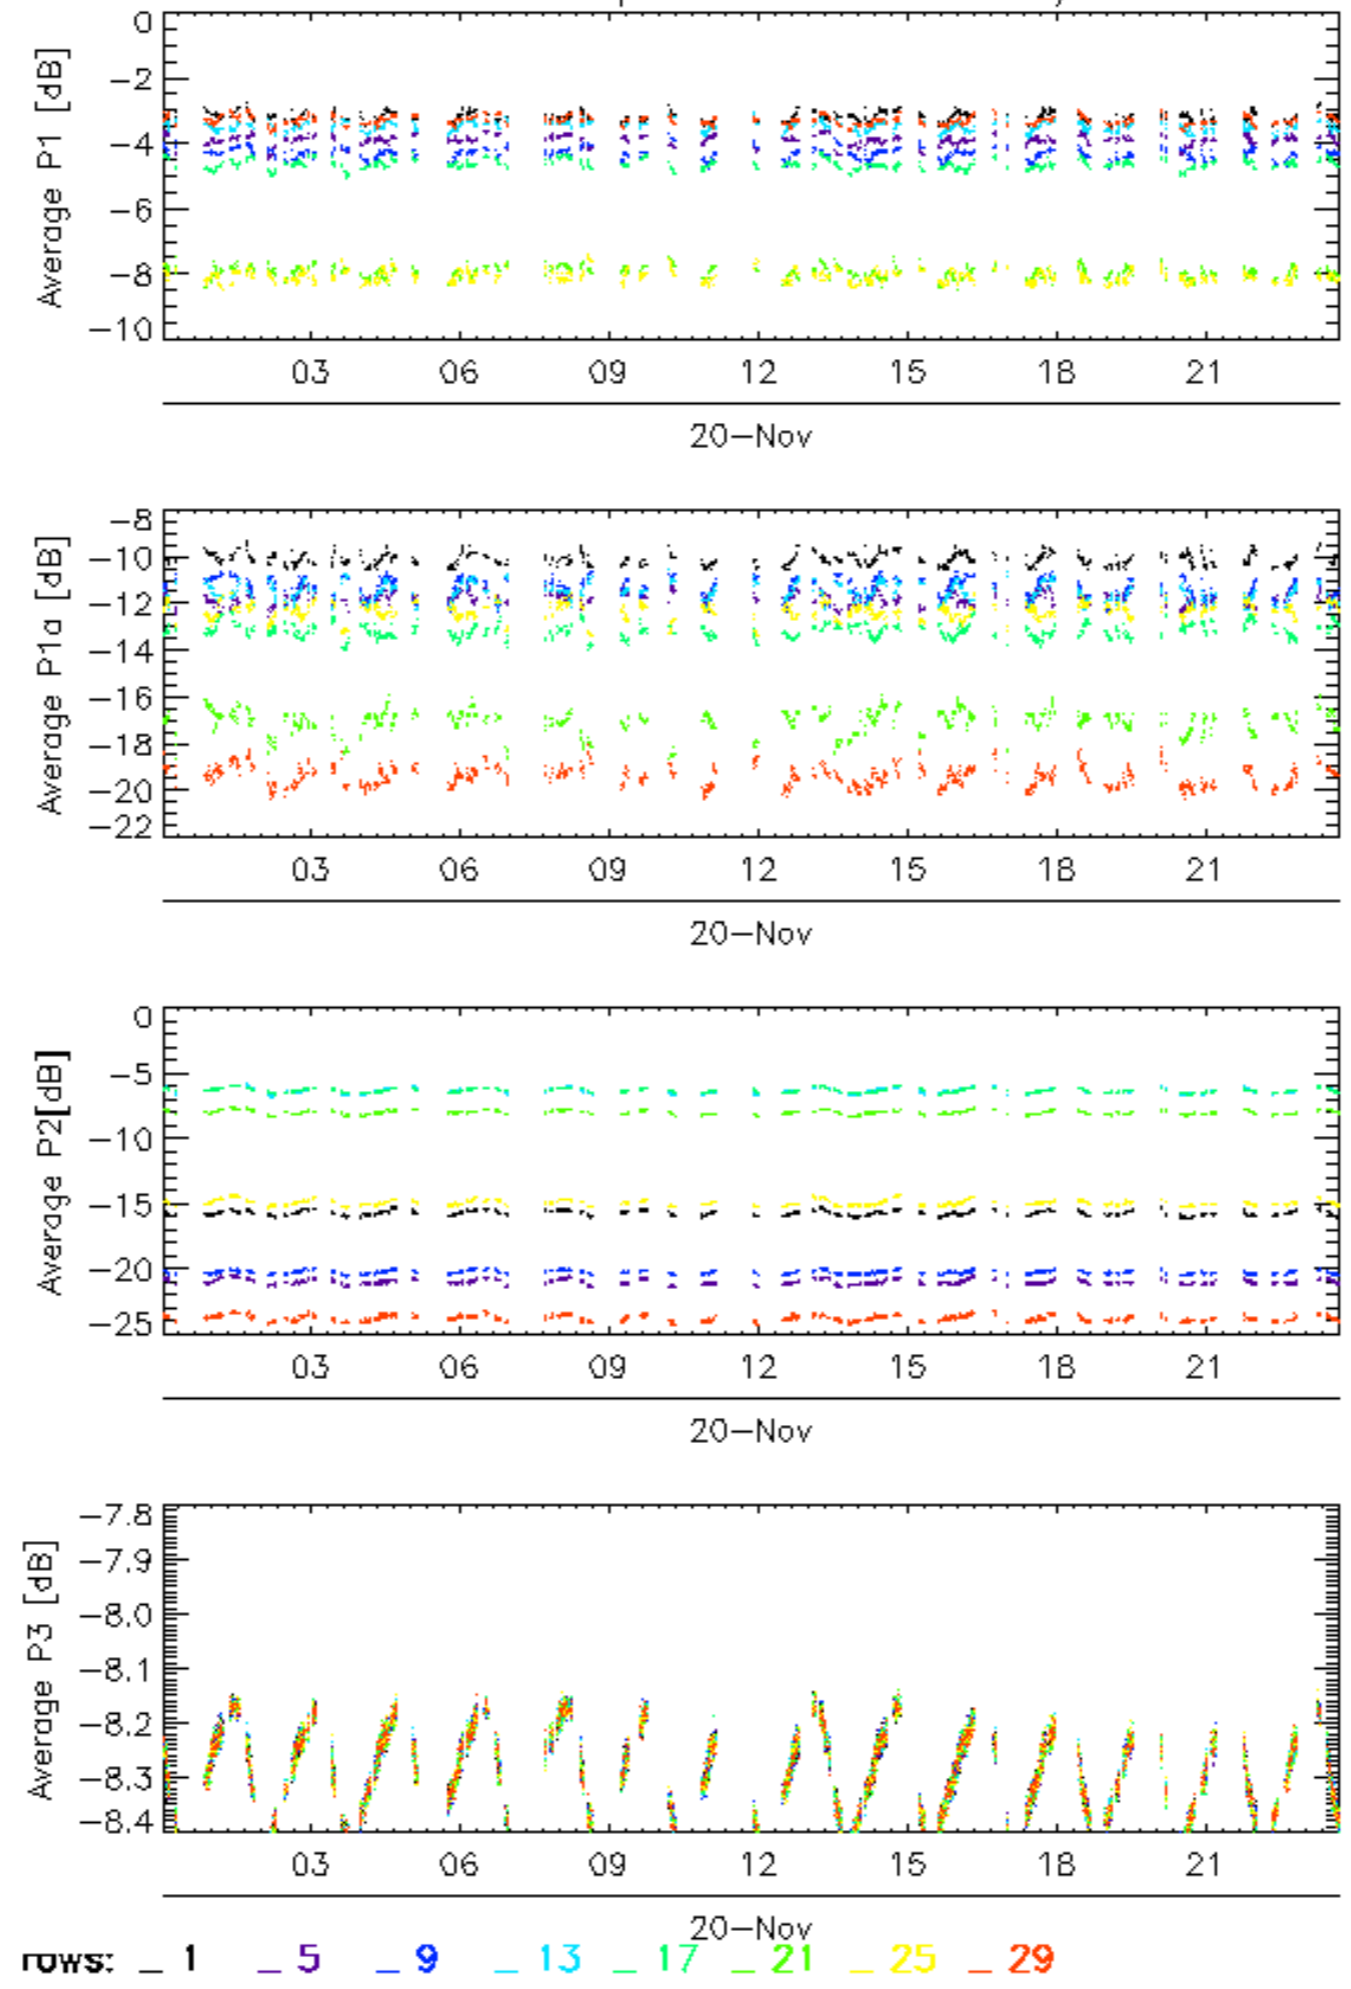 0
−2
−4
−6
−8
−10
Average P1 [dB]
03 06 09 12 15 18 21
20−Nov
−8
−10
−12
−14
−16
−18
−20
−22
Average P1a [dB]
03 06 09 12 15 18 21
20−Nov
0
−5
−10
−15
−20
−25
Average P2[dB]
03 06 09 12 15 18 21
20−Nov
−7.8
−7.9
−8.0
−8.1
−8.2
−8.3
−8.4
Average P3 [dB]
03 06 09 12 15 18 21
20−Nov
rows: _ 1 _ 5 _ 9 _ 13 _ 17 _ 21 _ 25 _ 29